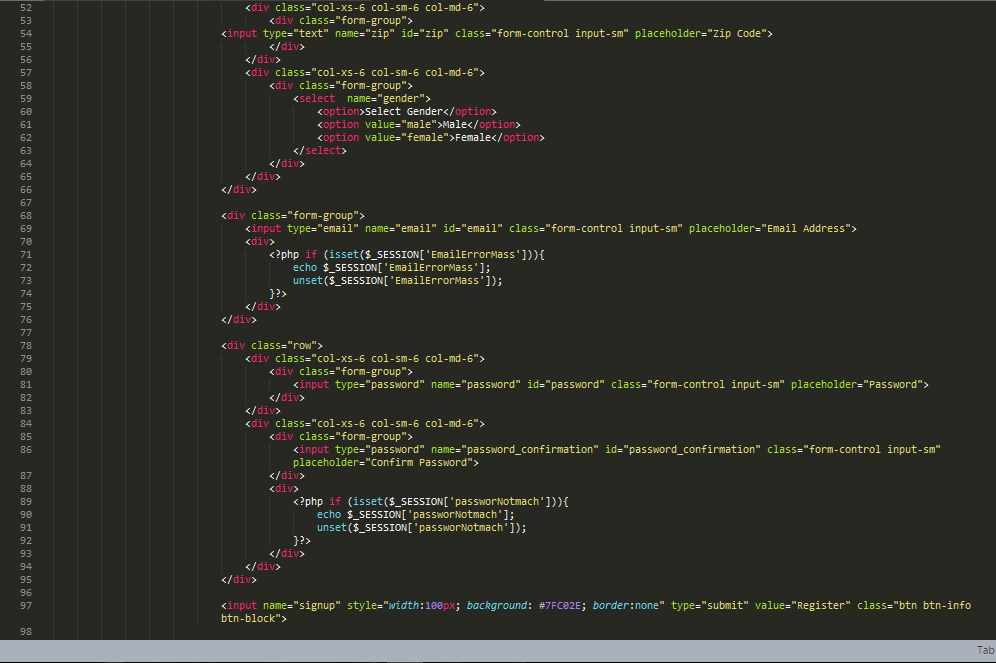 52 <div class="col-xs-6 col-sm-6 col-md-6">
53 <div class="form-group">
54 <input type="text" name="zip" id="zip" class="form-control input-sm" placeholder="Zip Code">
55 </div>
56 </div>
57 <div class="col-xs-6 col-sm-6 col-md-6">
58 <div class="form-group">
59 <select  name="gender">
60 <option>Select Gender</option>
61 <option value="male">Male</option>
62 <option value="female">Female</option>
63 </select>
64 </div>
65 </div>
66 </div>
67
68 <div class="form-group">
69 <input type="email" name="email" id="email" class="form-control input-sm" placeholder="Email Address">
70 <div>
71 <?php if (isset($_SESSION['EmailErrorMass'])){
72 echo $_SESSION['EmailErrorMass'];
73 unset($_SESSION['EmailErrorMass']);
74 }?>
75 </div>
76 </div>
77
78 <div class="row">
79 <div class="col-xs-6 col-sm-6 col-md-6">
80 <div class="form-group">
81 <input type="password" name="password" id="password" class="form-control input-sm" placeholder="Password">
82 </div>
83 </div>
84 <div class="col-xs-6 col-sm-6 col-md-6">
85 <div class="form-group">
86 <input type="password" name="password_confirmation" id="password_confirmation" class="form-control input-sm"
placeholder="Confirm Password">
87 </div>
88 <div>
89 <?php if (isset($_SESSION['passworNotmach'])){
90 echo $_SESSION['passworNotmach'];
91 unset($_SESSION['passworNotmach']);
92 }?>
93 </div>
94 </div>
95 </div>
96
97 <input name="signup" style="width:100px; background: #7FC02E; border:none" type="submit" value="Register" class="btn btn-info
btn-block">
98
Tab